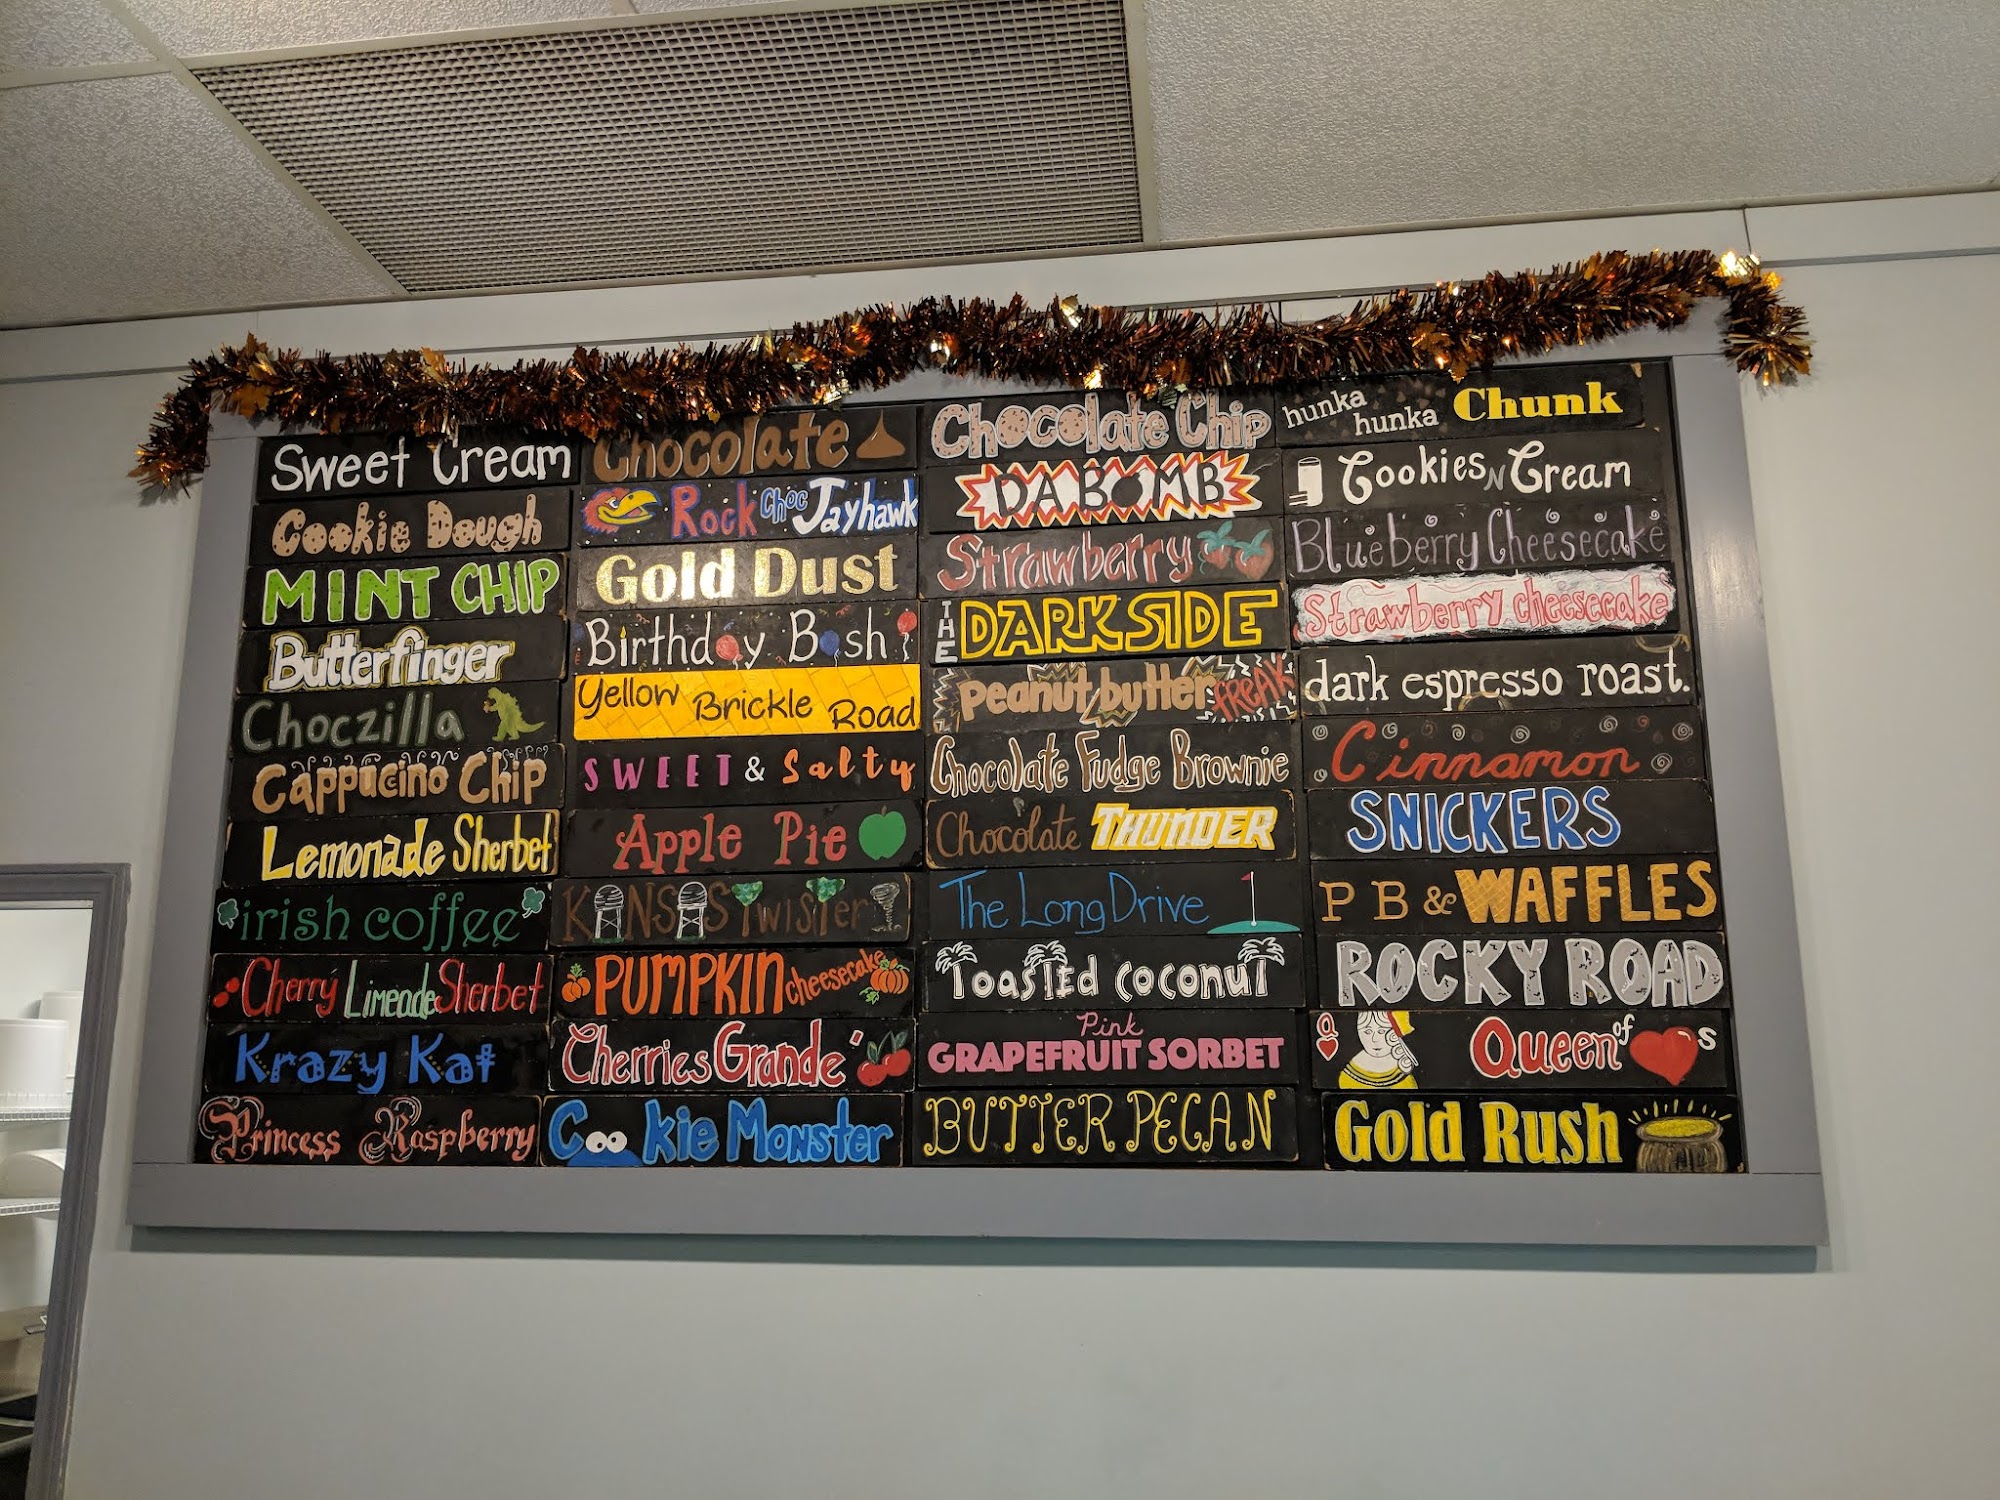 Sweet Cream
Cookie Dough
MINT CHIP
Butterfinger
Choczilla
Cappucino Chip
Lemonade Sherbet
irish coffee
Cherry Limeade Sherbet
Krazy Kat
Princess Raspberry
Chocolate
Rock Choc Jayhawk
Gold Dust
Birthday Bash
Yellow Brickle Road
SWEET & Salty
Apple Pie
KANSAS Twister
PUMPKIN cheesecake
Cherries Grande'
Cookie Monster
Chocolate Chip
DA BOMB
Strawberry
THE DARK SIDE
peanut butter FREAK
Chocolate Fudge Brownie
Chocolate THUNDER
The Long Drive
Toasted coconut
Pink
GRAPEFRUIT SORBET
BUTTER PECAN
hunka hunka Chunk
Cookies N Cream
Blueberry Cheesecake
Strawberry cheesecake
dark espresso roast.
Cinnamon
SNICKERS
PB & WAFFLES
ROCKY ROAD
Q Queen of s
Gold Rush